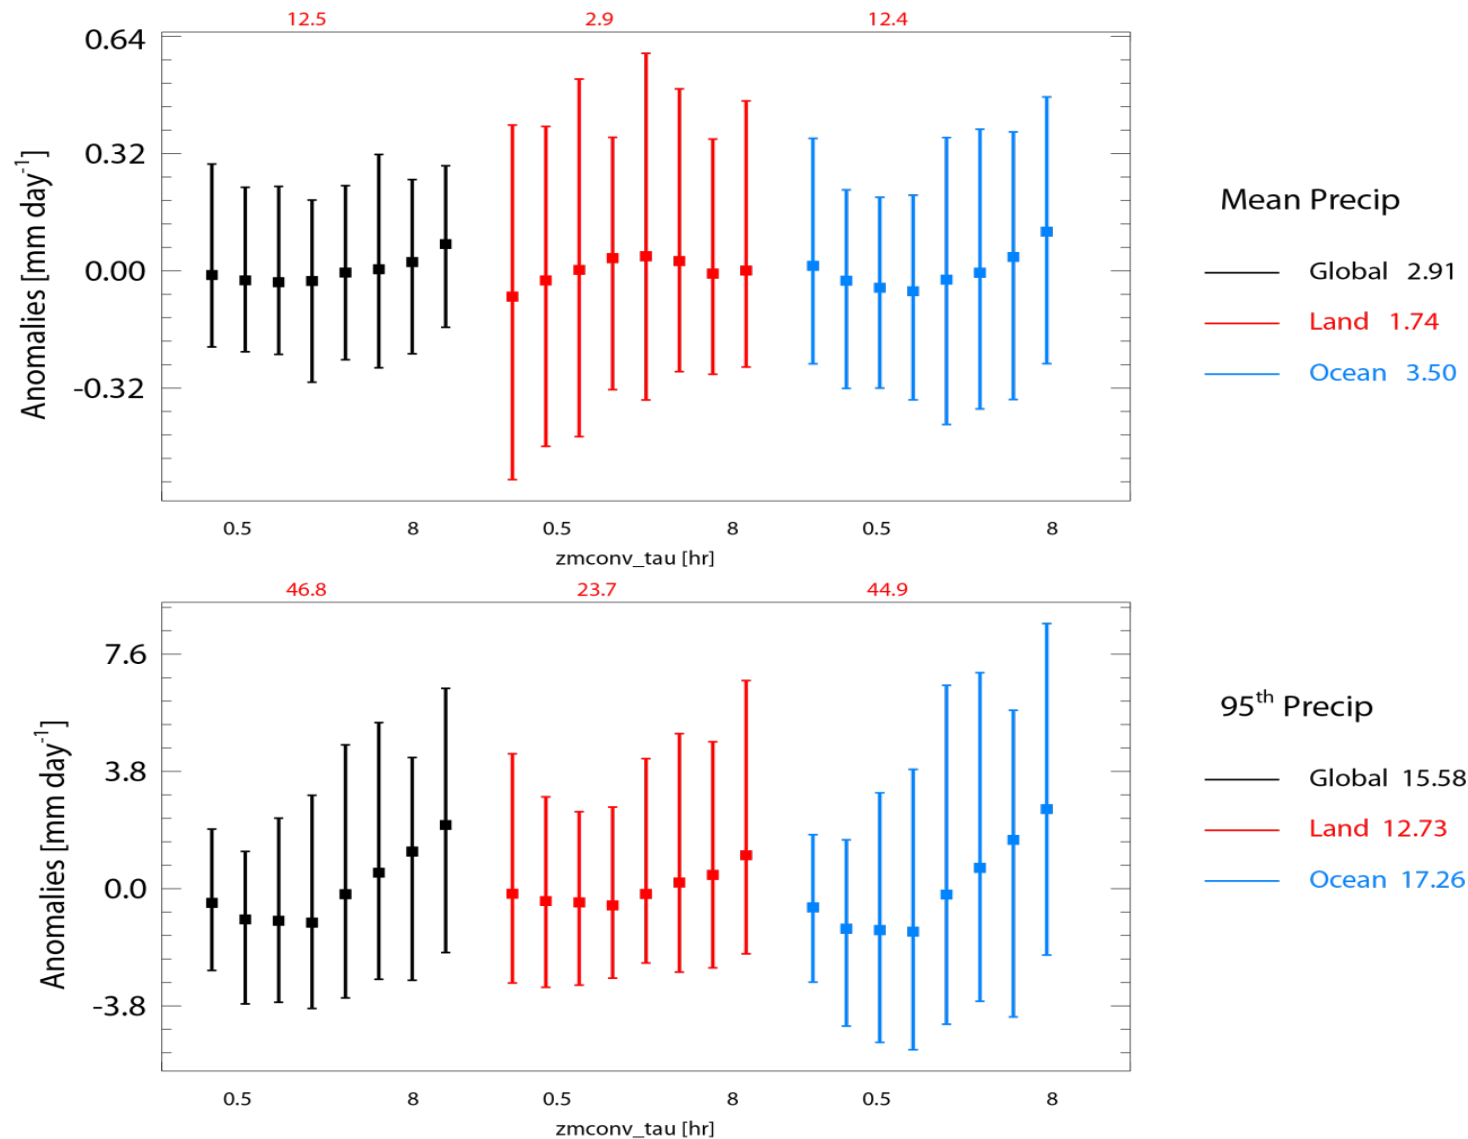 12.5 2.9 12.4
0.64
0.32
0.00
-0.32
Anomalies [mm day-1]
0.5 8 0.5 8 0.5 8
zmconv_tau [hr]
Mean Precip
Global 2.91
Land 1.74
Ocean 3.50
46.8 23.7 44.9
7.6
3.8
0.0
-3.8
Anomalies [mm day-1]
0.5 8 0.5 8 0.5 8
zmconv_tau [hr]
95th Precip
Global 15.58
Land 12.73
Ocean 17.26